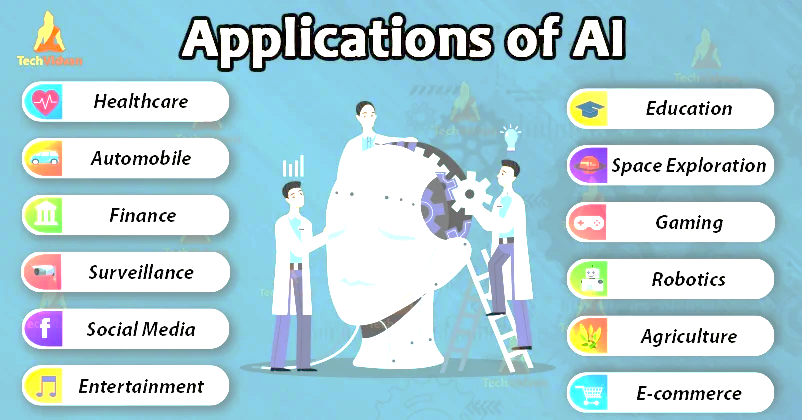 Applications of AI
TechVidvan
Healthcare
Automobile
Finance
Surveillance
Social Media
Entertainment
Education
Space Exploration
Gaming
Robotics
Agriculture
E-commerce